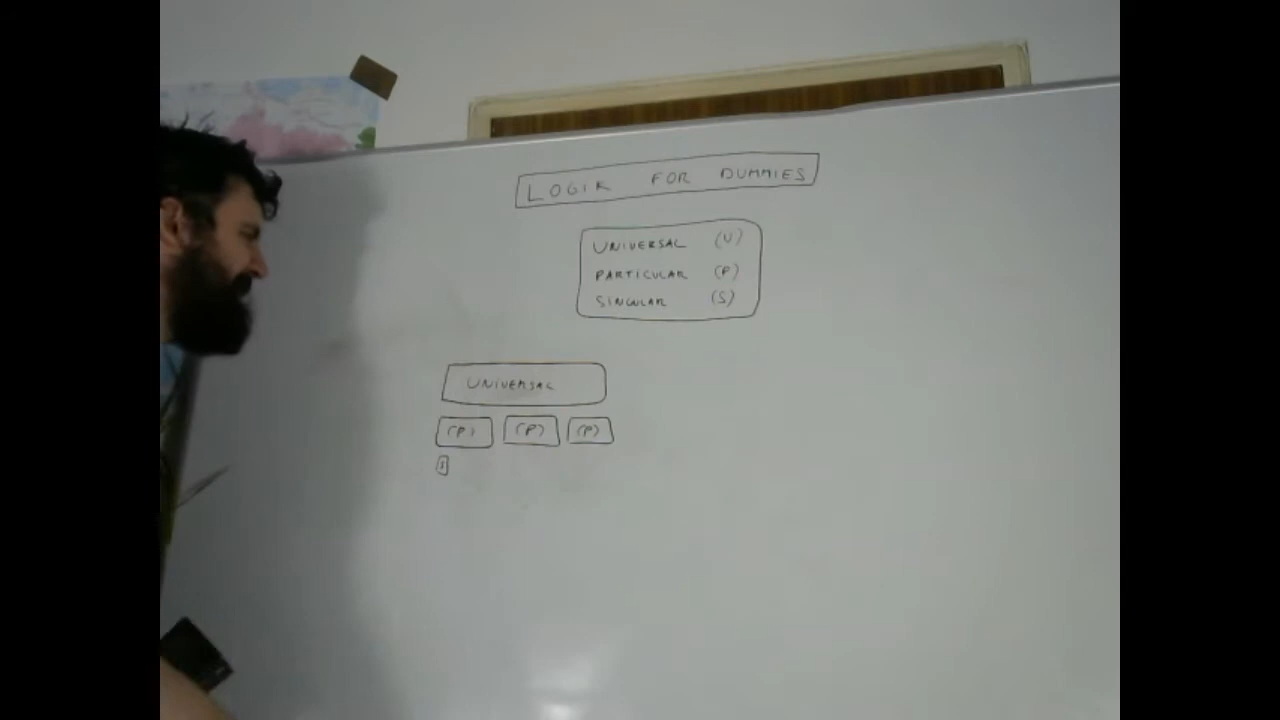 LOGIK FOR DUMMIES
UNIVERSAL (U)
PARTICULAR (P)
SINGULAR (S)
UNIVERSAL
(P) (P) (P)
S